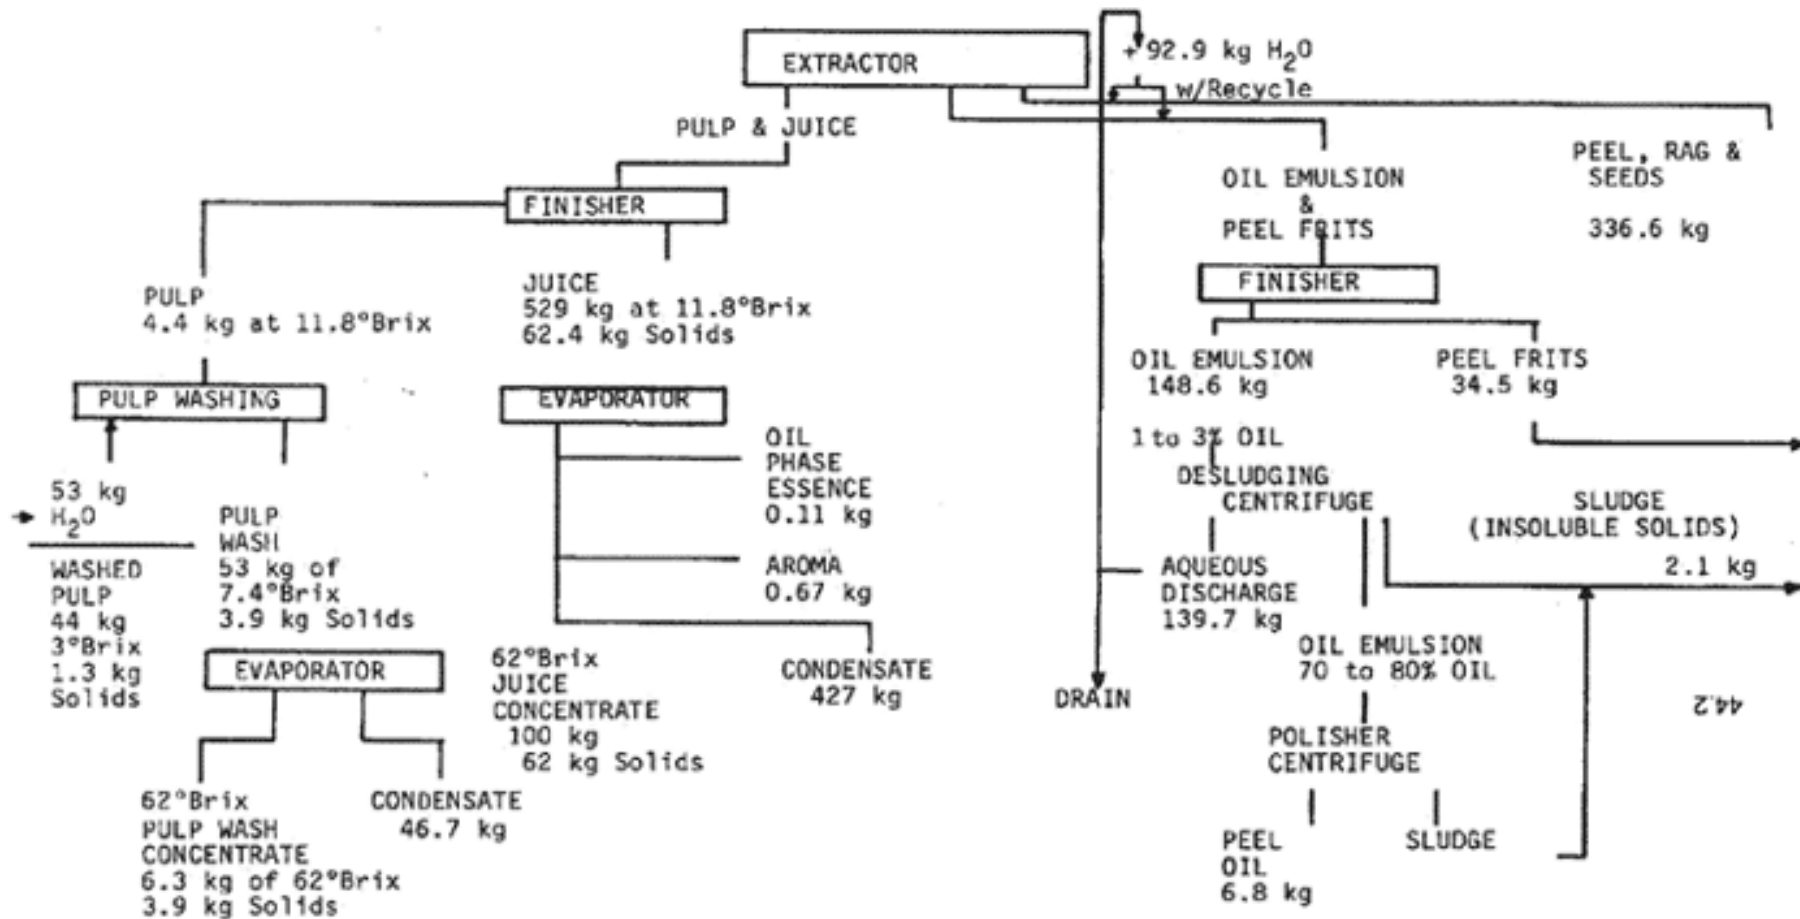 EXTRACTOR
+ 92.9 kg H₂O
w/Recycle
PULP & JUICE
PEEL, RAG &
SEEDS
336.6 kg
OIL EMULSION
&
PEEL FRITS
FINISHER
FINISHER
PULP
4.4 kg at 11.8°Brix
JUICE
529 kg at 11.8°Brix
62.4 kg Solids
OIL EMULSION
148.6 kg
1 to 3% OIL
PEEL FRITS
34.5 kg
PULP WASHING
EVAPORATOR
OIL
PHASE
ESSENCE
0.11 kg
AROMA
0.67 kg
CONDENSATE
427 kg
DESLUDGING
CENTRIFUGE
SLUDGE
(INSOLUBLE SOLIDS)
2.1 kg
53 kg
H₂O
WASHED
PULP
44 kg
3°Brix
1.3 kg
Solids
PULP
WASH
53 kg of
7.4°Brix
3.9 kg Solids
AQUEOUS
DISCHARGE
139.7 kg
DRAIN
OIL EMULSION
70 to 80% OIL
44.2
EVAPORATOR
62°Brix
JUICE
CONCENTRATE
100 kg
62 kg Solids
POLISHER
CENTRIFUGE
62°Brix
PULP WASH
CONCENTRATE
6.3 kg of 62°Brix
3.9 kg Solids
CONDENSATE
46.7 kg
PEEL
OIL
6.8 kg
SLUDGE